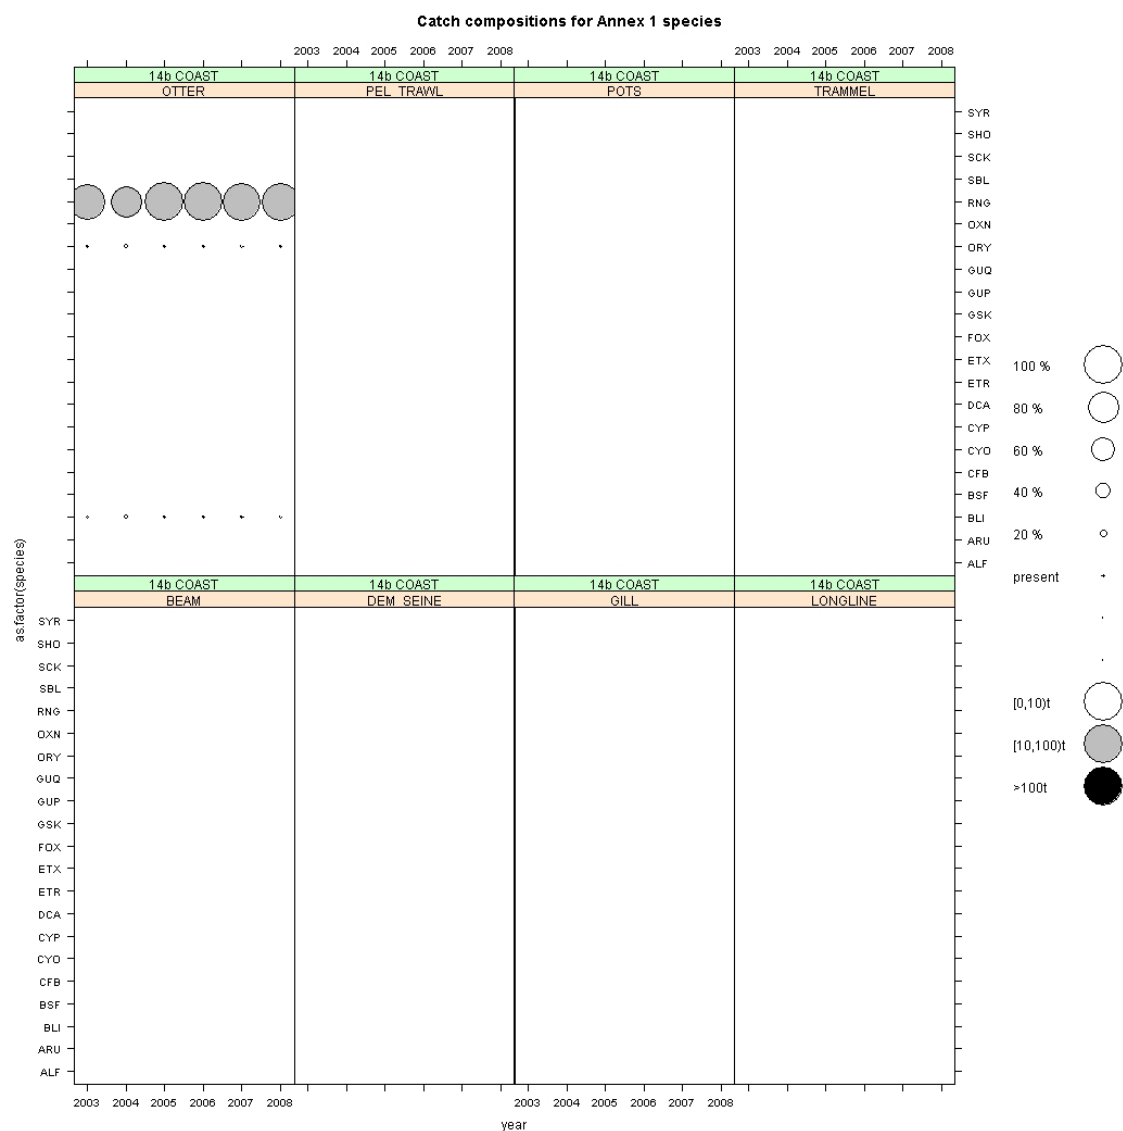 Catch compositions for Annex 1 species
2003 2004 2005 2006 2007 2008 2003 2004 2005 2006 2007 2008
14b COAST 14b COAST 14b COAST 14b COAST
OTTER PEL TRAWL POTS TRAMMEL
SYR
SHO
SCK
SBL
RNG
OXN
ORY
GUQ
GUP
GSK
FOX
ETX
ETR
DCA
CYP
CYO
CFB
BSF
BLI
ARU
ALF
100 %
80 %
60 %
40 %
20 %
present
[0,10)t
[10,100)t
>100t
as.factor(species)
14b COAST 14b COAST 14b COAST 14b COAST
BEAM DEM SEINE GILL LONGLINE
SYR
SHO
SCK
SBL
RNG
OXN
ORY
GUQ
GUP
GSK
FOX
ETX
ETR
DCA
CYP
CYO
CFB
BSF
BLI
ARU
ALF
2003 2004 2005 2006 2007 2008 2003 2004 2005 2006 2007 2008
year